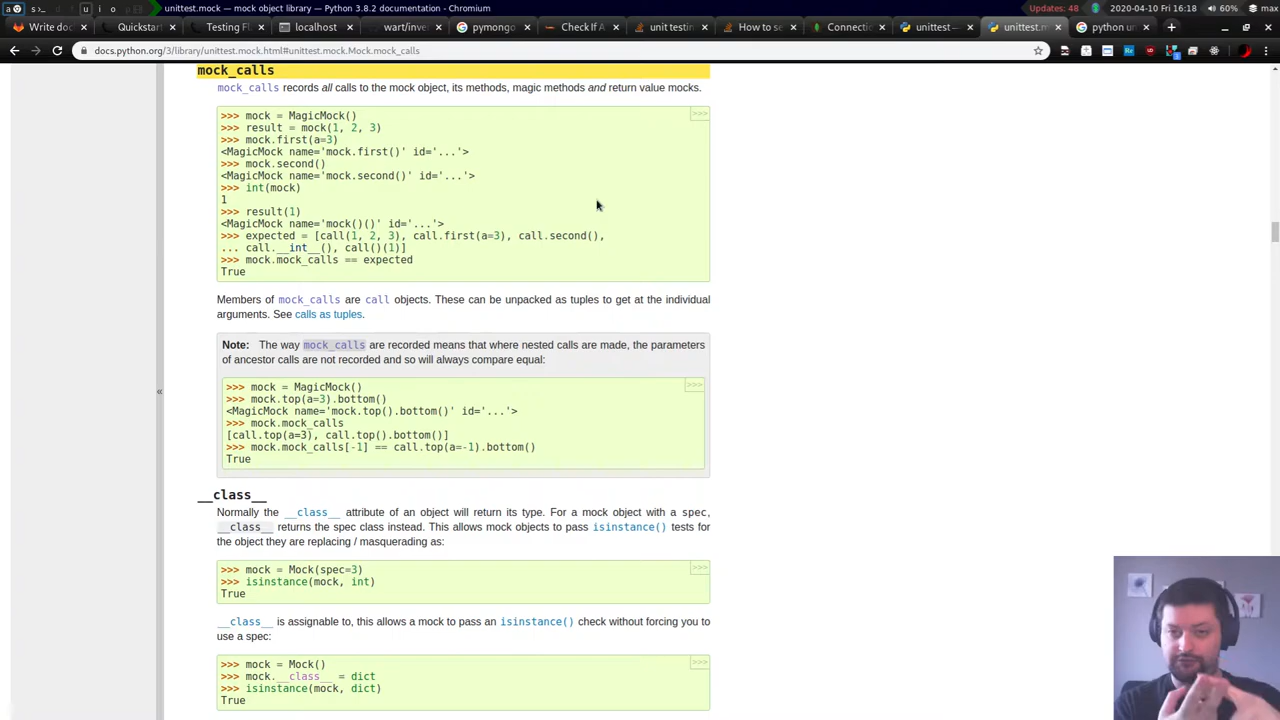 unittest.mock — mock object library — Python 3.8.2 documentation - Chromium
Updates: 48
2020-04-10 Fri 16:18
60%
max
Write doc
Quickstar
Testing Fl
localhost
wart/inve
pymongo
Check If A
unit testin
How to se
Connectio
unittest —
unittest.m
python un
docs.python.org/3/library/unittest.mock.html#unittest.mock.Mock.mock_calls
mock_calls
mock_calls records all calls to the mock object, its methods, magic methods and return value mocks.
>>>
>>> mock = MagicMock()
>>> result = mock(1, 2, 3)
>>> mock.first(a=3)
<MagicMock name='mock.first()' id='...'>
>>> mock.second()
<MagicMock name='mock.second()' id='...'>
>>> int(mock)
1
>>> result(1)
<MagicMock name='mock()()' id='...'>
>>> expected = [call(1, 2, 3), call.first(a=3), call.second(),
... call.__int__(), call()(1)]
>>> mock.mock_calls == expected
True
Members of mock_calls are call objects. These can be unpacked as tuples to get at the individual
arguments. See calls as tuples.
Note: The way mock_calls are recorded means that where nested calls are made, the parameters
of ancestor calls are not recorded and so will always compare equal:
>>>
>>> mock = MagicMock()
>>> mock.top(a=3).bottom()
<MagicMock name='mock.top().bottom()' id='...'>
>>> mock.mock_calls
[call.top(a=3), call.top().bottom()]
>>> mock.mock_calls[-1] == call.top(a=-1).bottom()
True
«
__class__
Normally the __class__ attribute of an object will return its type. For a mock object with a spec,
__class__ returns the spec class instead. This allows mock objects to pass isinstance() tests for
the object they are replacing / masquerading as:
>>>
>>> mock = Mock(spec=3)
>>> isinstance(mock, int)
True
__class__ is assignable to, this allows a mock to pass an isinstance() check without forcing you to
use a spec:
>>>
>>> mock = Mock()
>>> mock.__class__ = dict
>>> isinstance(mock, dict)
True